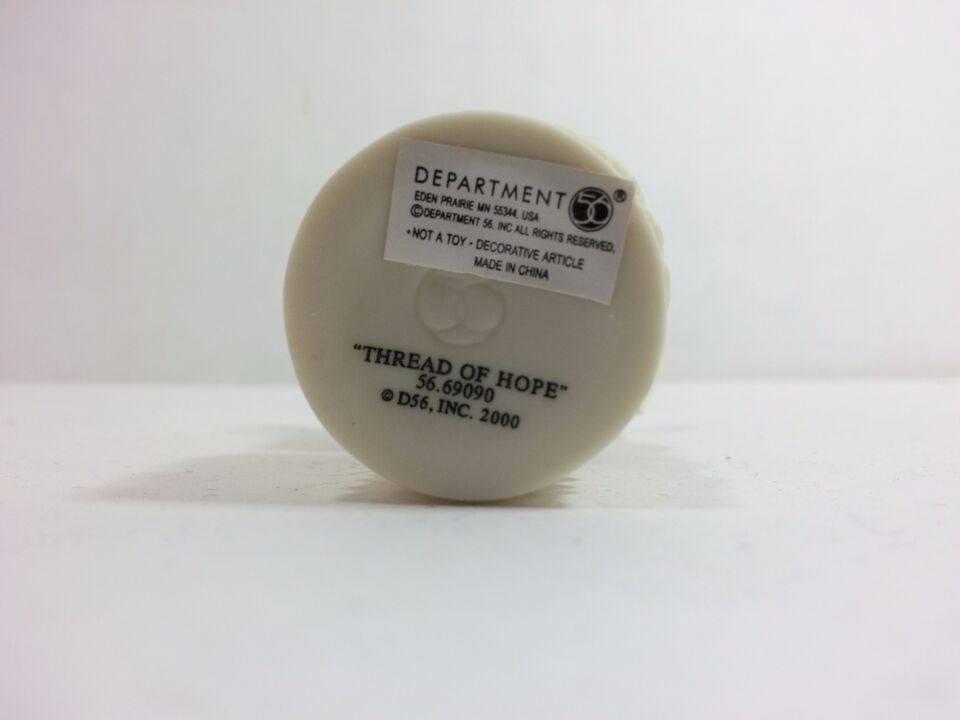 DEPARTMENT 56®
EDEN PRAIRIE MN 55344, USA
©DEPARTMENT 56, INC ALL RIGHTS RESERVED.
•NOT A TOY - DECORATIVE ARTICLE
MADE IN CHINA
"THREAD OF HOPE"
56.69090
© D56, INC. 2000